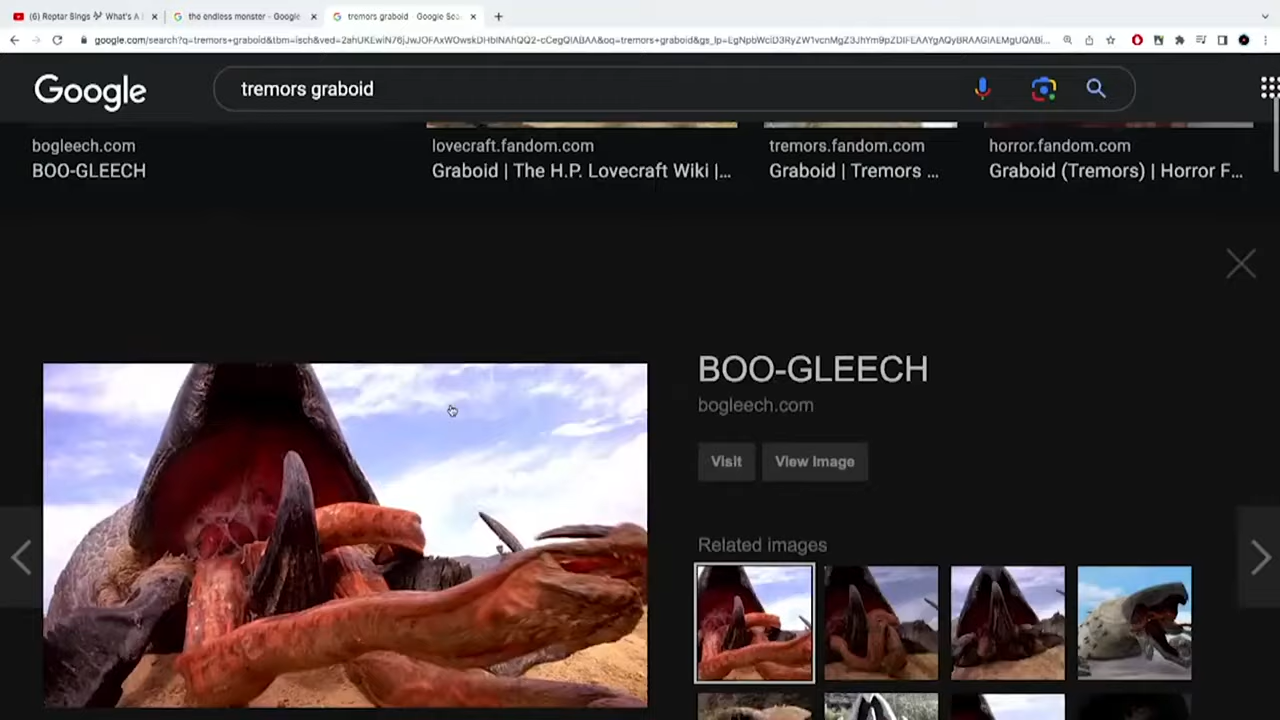 (6) Reptar Sings
the endless monster - Google
tremors graboid - Google Sea
Google
tremors graboid
bogleech.com
BOO-GLEECH
lovecraft.fandom.com
Graboid | The H.P. Lovecraft Wiki |...
tremors.fandom.com
Graboid | Tremors ...
horror.fandom.com
Graboid (Tremors) | Horror F...
BOO-GLEECH
bogleech.com
Visit
View Image
Related images